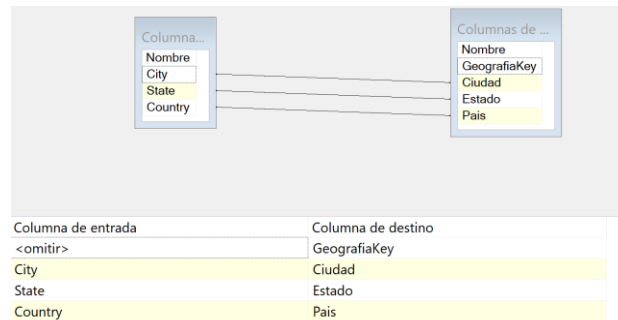 Columna...
Nombre
City
State
Country
Columnas de ...
Nombre
GeografiaKey
Ciudad
Estado
Pais
Columna de entrada Columna de destino
<omitir> GeografiaKey
City Ciudad
State Estado
Country Pais